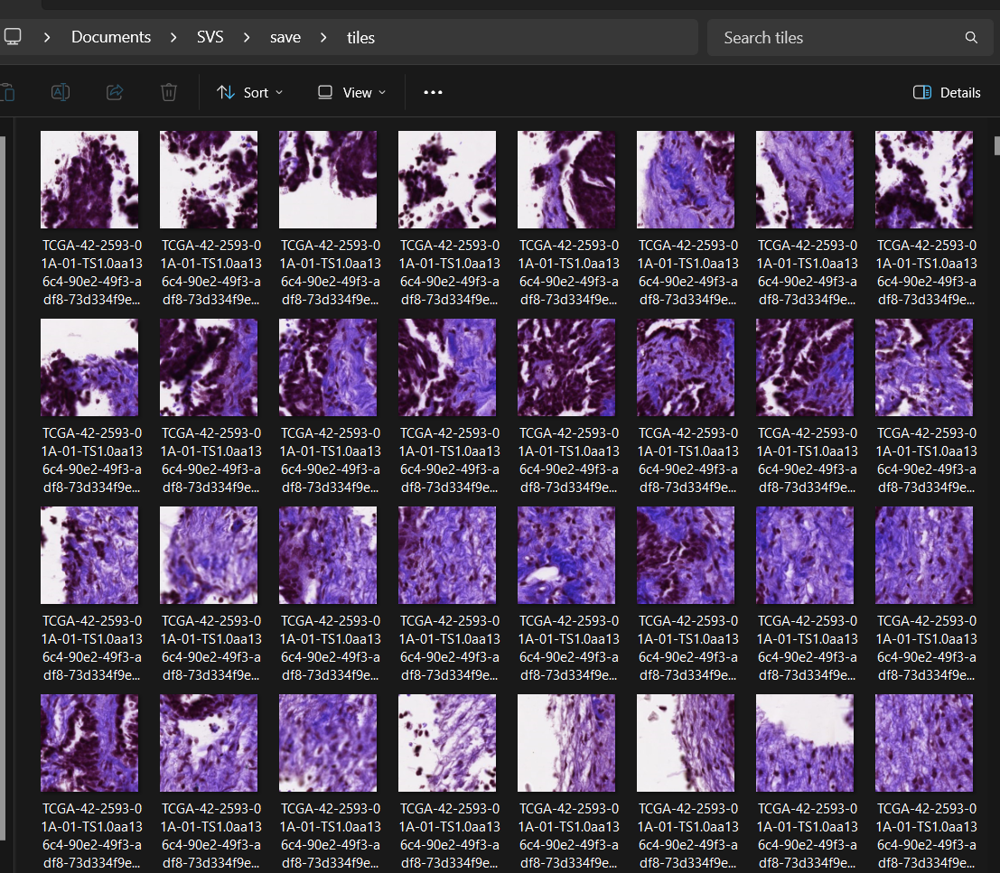 Documents SVS save tiles Search tiles
Sort View Details
TCGA-42-2593-0 TCGA-42-2593-0 TCGA-42-2593-0 TCGA-42-2593-0 TCGA-42-2593-0 TCGA-42-2593-0 TCGA-42-2593-0 TCGA-42-2593-0
1A-01-TS1.0aa13 1A-01-TS1.0aa13 1A-01-TS1.0aa13 1A-01-TS1.0aa13 1A-01-TS1.0aa13 1A-01-TS1.0aa13 1A-01-TS1.0aa13 1A-01-TS1.0aa13
6c4-90e2-49f3-a 6c4-90e2-49f3-a 6c4-90e2-49f3-a 6c4-90e2-49f3-a 6c4-90e2-49f3-a 6c4-90e2-49f3-a 6c4-90e2-49f3-a 6c4-90e2-49f3-a
df8-73d334f9e... df8-73d334f9e... df8-73d334f9e... df8-73d334f9e... df8-73d334f9e... df8-73d334f9e... df8-73d334f9e... df8-73d334f9e...
TCGA-42-2593-0 TCGA-42-2593-0 TCGA-42-2593-0 TCGA-42-2593-0 TCGA-42-2593-0 TCGA-42-2593-0 TCGA-42-2593-0 TCGA-42-2593-0
1A-01-TS1.0aa13 1A-01-TS1.0aa13 1A-01-TS1.0aa13 1A-01-TS1.0aa13 1A-01-TS1.0aa13 1A-01-TS1.0aa13 1A-01-TS1.0aa13 1A-01-TS1.0aa13
6c4-90e2-49f3-a 6c4-90e2-49f3-a 6c4-90e2-49f3-a 6c4-90e2-49f3-a 6c4-90e2-49f3-a 6c4-90e2-49f3-a 6c4-90e2-49f3-a 6c4-90e2-49f3-a
df8-73d334f9e... df8-73d334f9e... df8-73d334f9e... df8-73d334f9e... df8-73d334f9e... df8-73d334f9e... df8-73d334f9e... df8-73d334f9e...
TCGA-42-2593-0 TCGA-42-2593-0 TCGA-42-2593-0 TCGA-42-2593-0 TCGA-42-2593-0 TCGA-42-2593-0 TCGA-42-2593-0 TCGA-42-2593-0
1A-01-TS1.0aa13 1A-01-TS1.0aa13 1A-01-TS1.0aa13 1A-01-TS1.0aa13 1A-01-TS1.0aa13 1A-01-TS1.0aa13 1A-01-TS1.0aa13 1A-01-TS1.0aa13
6c4-90e2-49f3-a 6c4-90e2-49f3-a 6c4-90e2-49f3-a 6c4-90e2-49f3-a 6c4-90e2-49f3-a 6c4-90e2-49f3-a 6c4-90e2-49f3-a 6c4-90e2-49f3-a
df8-73d334f9e... df8-73d334f9e... df8-73d334f9e... df8-73d334f9e... df8-73d334f9e... df8-73d334f9e... df8-73d334f9e... df8-73d334f9e...
TCGA-42-2593-0 TCGA-42-2593-0 TCGA-42-2593-0 TCGA-42-2593-0 TCGA-42-2593-0 TCGA-42-2593-0 TCGA-42-2593-0 TCGA-42-2593-0
1A-01-TS1.0aa13 1A-01-TS1.0aa13 1A-01-TS1.0aa13 1A-01-TS1.0aa13 1A-01-TS1.0aa13 1A-01-TS1.0aa13 1A-01-TS1.0aa13 1A-01-TS1.0aa13
6c4-90e2-49f3-a 6c4-90e2-49f3-a 6c4-90e2-49f3-a 6c4-90e2-49f3-a 6c4-90e2-49f3-a 6c4-90e2-49f3-a 6c4-90e2-49f3-a 6c4-90e2-49f3-a
df8-73d334f9e... df8-73d334f9e... df8-73d334f9e... df8-73d334f9e... df8-73d334f9e... df8-73d334f9e... df8-73d334f9e... df8-73d334f9e...